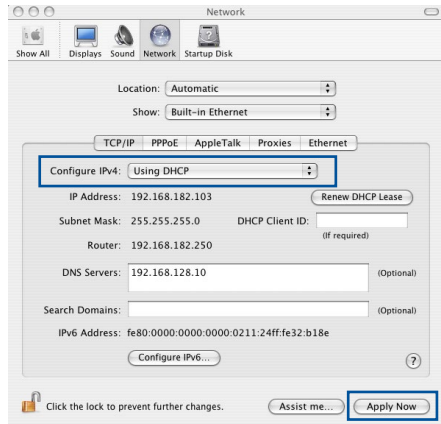 Network
Show All Displays Sound Network Startup Disk
Location: Automatic
Show: Built-in Ethernet
TCP/IP PPPoE AppleTalk Proxies Ethernet
Configure IPv4: Using DHCP
IP Address: 192.168.182.103 Renew DHCP Lease
Subnet Mask: 255.255.255.0 DHCP Client ID:
(If required)
Router: 192.168.182.250
DNS Servers: 192.168.128.10 (Optional)
Search Domains: (Optional)
IPv6 Address: fe80:0000:0000:0000:0211:24ff:fe32:b18e
Configure IPv6... ?
Click the lock to prevent further changes. Assist me... Apply Now